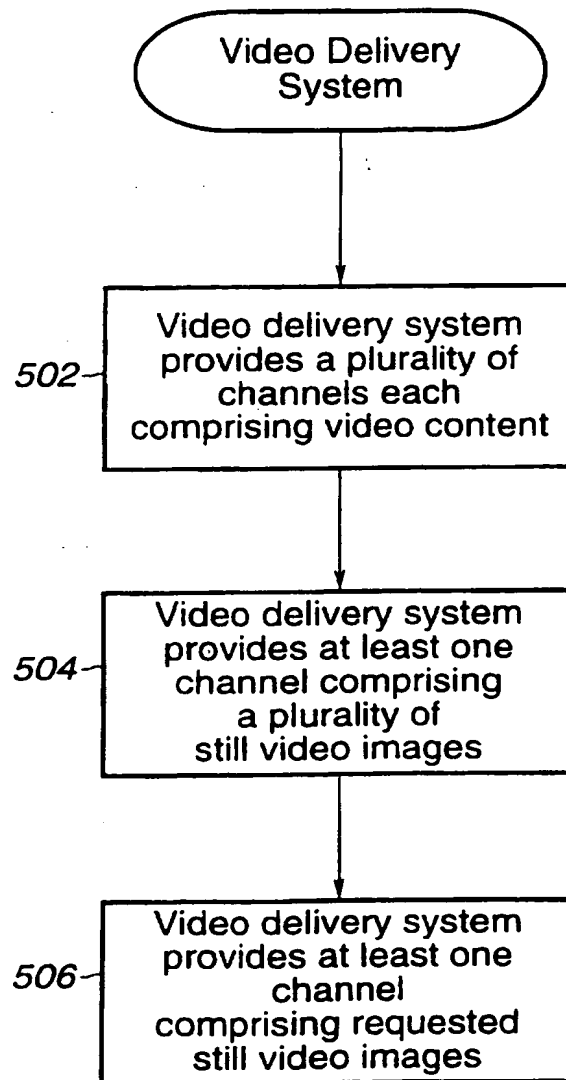 Video Delivery
System
502
Video delivery system
provides a plurality of
channels each
comprising video content
504
Video delivery system
provides at least one
channel comprising
a plurality of
still video images
506
Video delivery system
provides at least one
channel
comprising requested
still video images